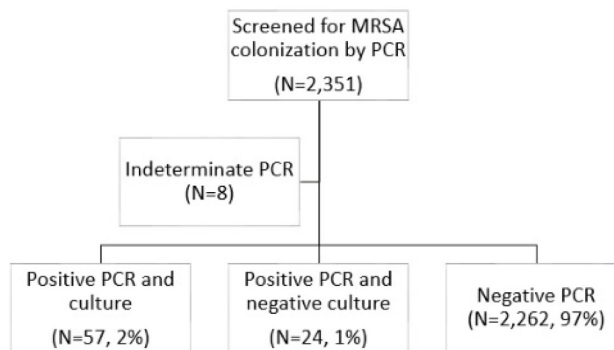 Screened for MRSA
colonization by PCR
(N=2,351)
Indeterminate PCR
(N=8)
Positive PCR and
culture
(N=57, 2%)
Positive PCR and
negative culture
(N=24, 1%)
Negative PCR
(N=2,262, 97%)